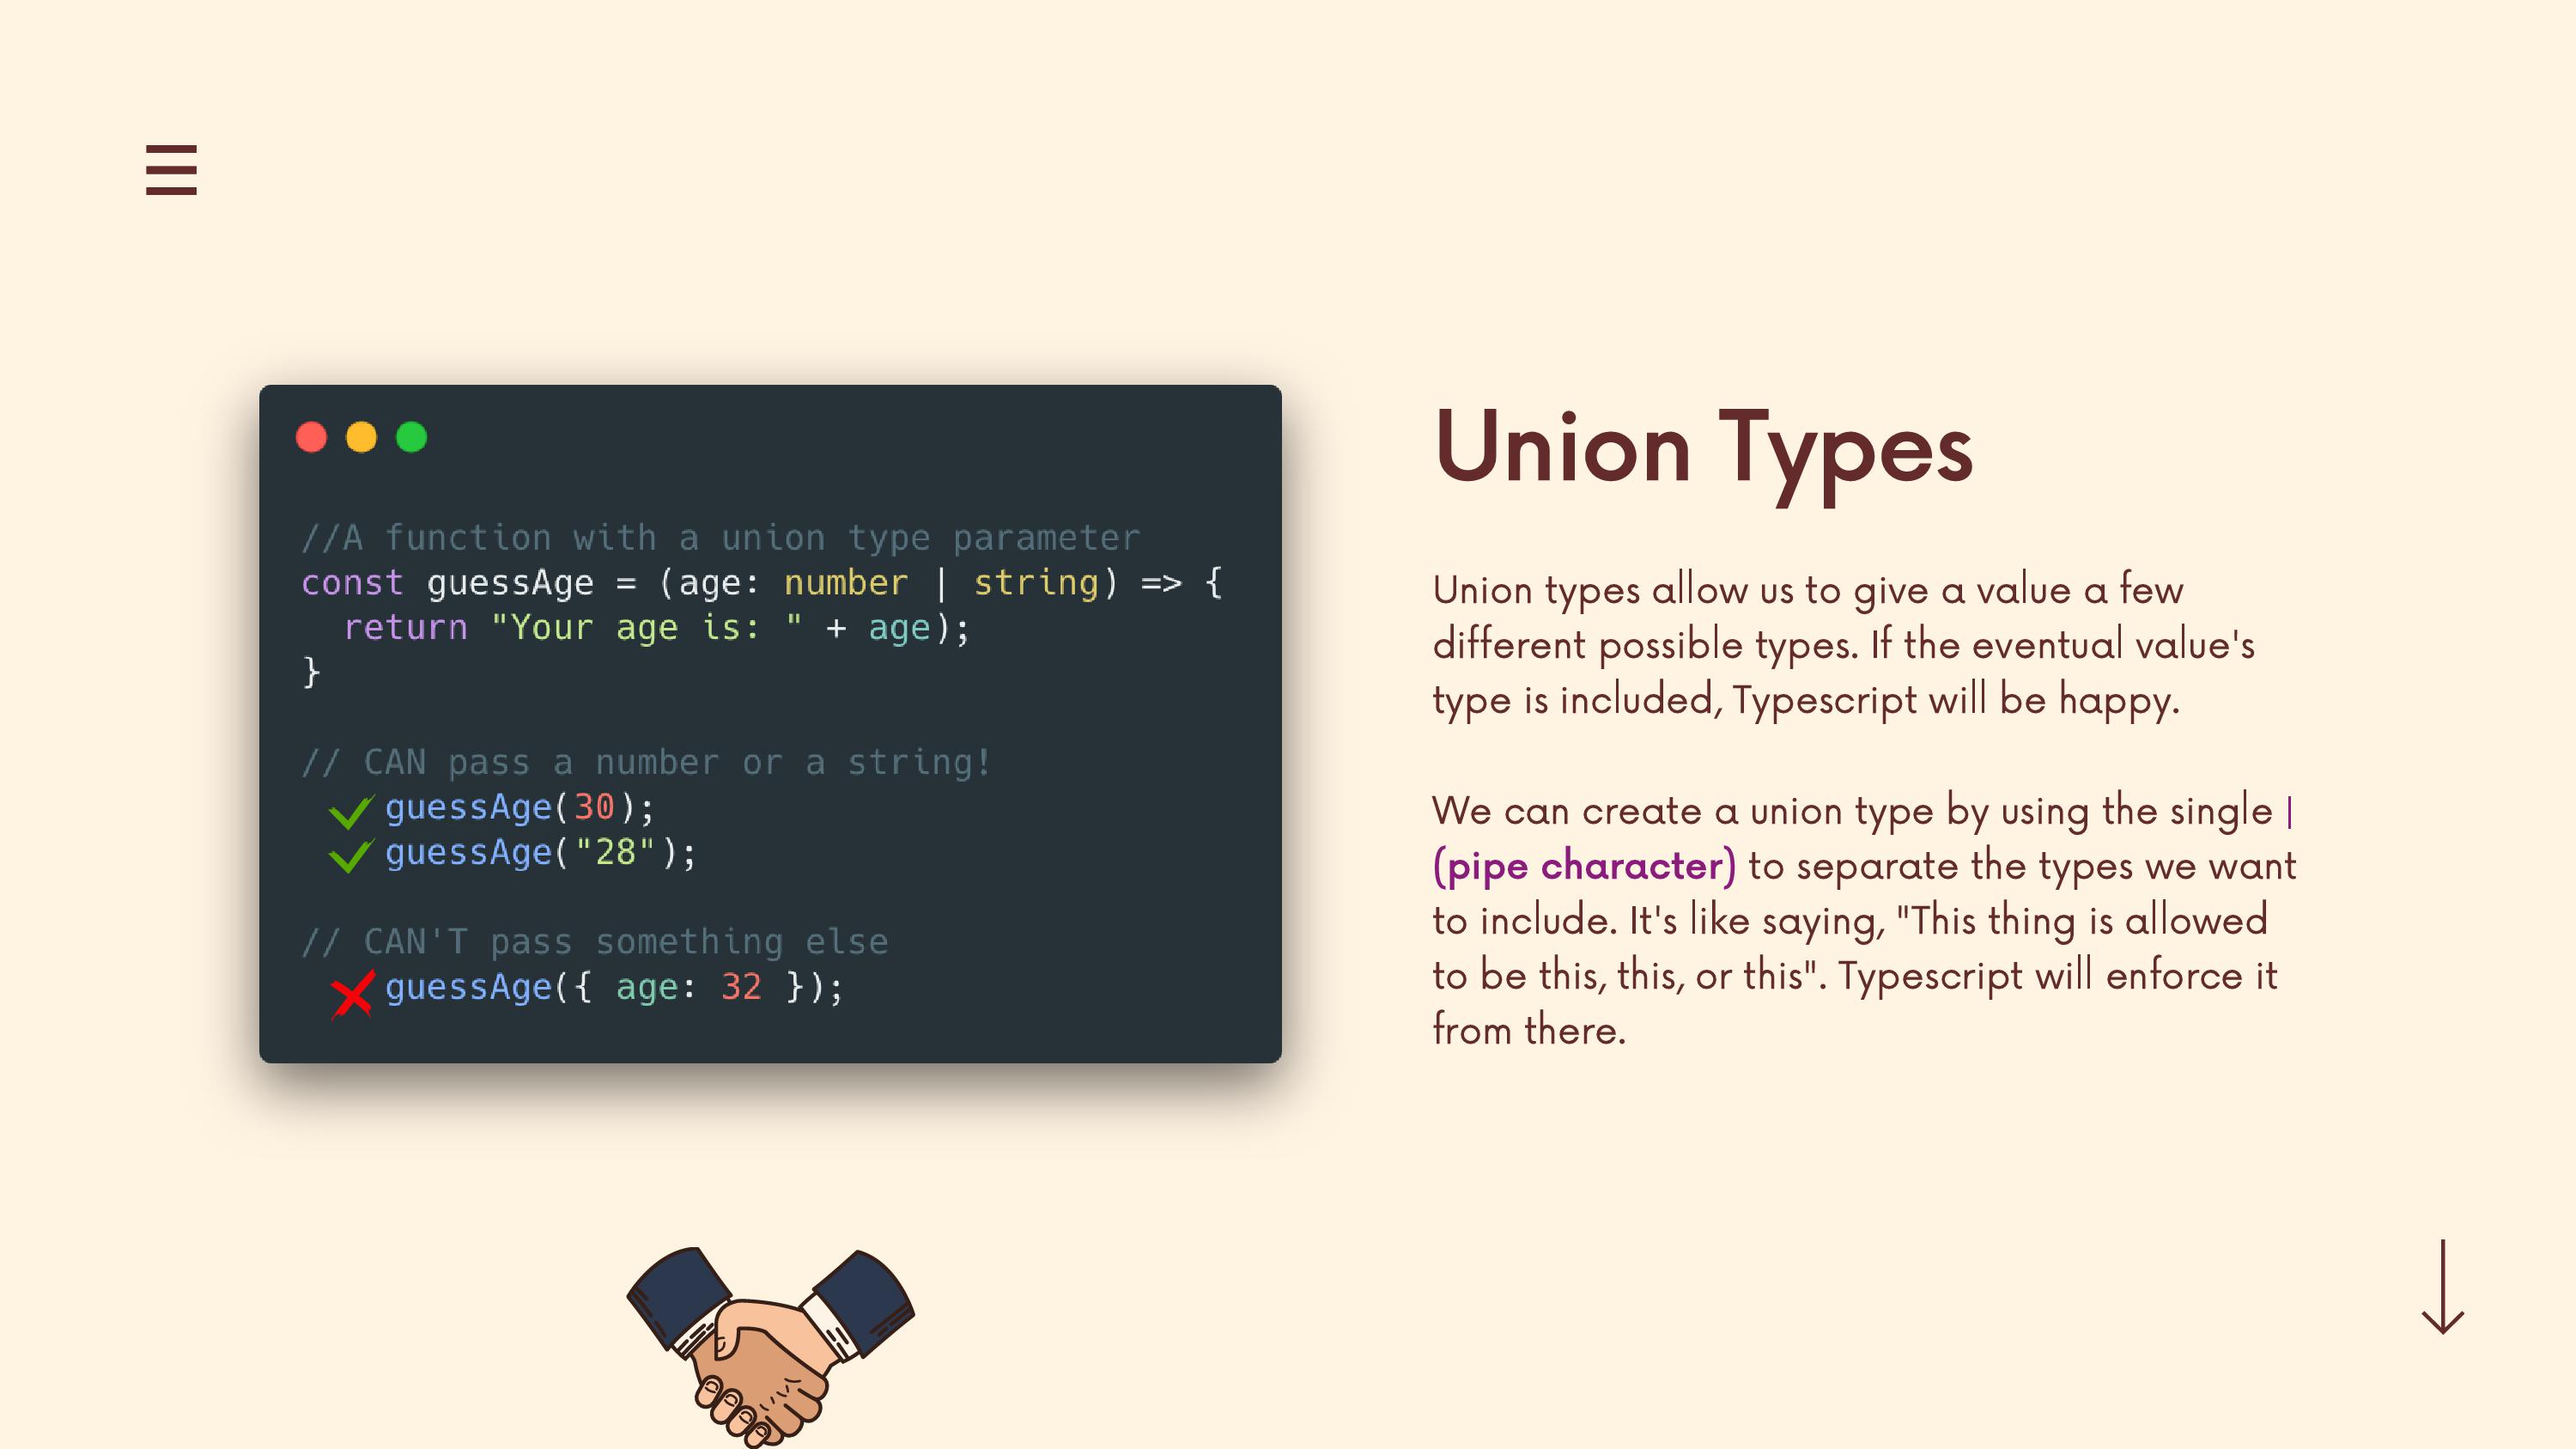 //A function with a union type parameter
const guessAge = (age: number | string) => {
  return "Your age is: " + age);
}
// CAN pass a number or a string!
guessAge(30);
guessAge("28");
// CAN'T pass something else
guessAge({ age: 32 });
Union Types
Union types allow us to give a value a few
different possible types. If the eventual value's
type is included, Typescript will be happy.
We can create a union type by using the single |
(pipe character) to separate the types we want
to include. It's like saying, "This thing is allowed
to be this, this, or this". Typescript will enforce it
from there.